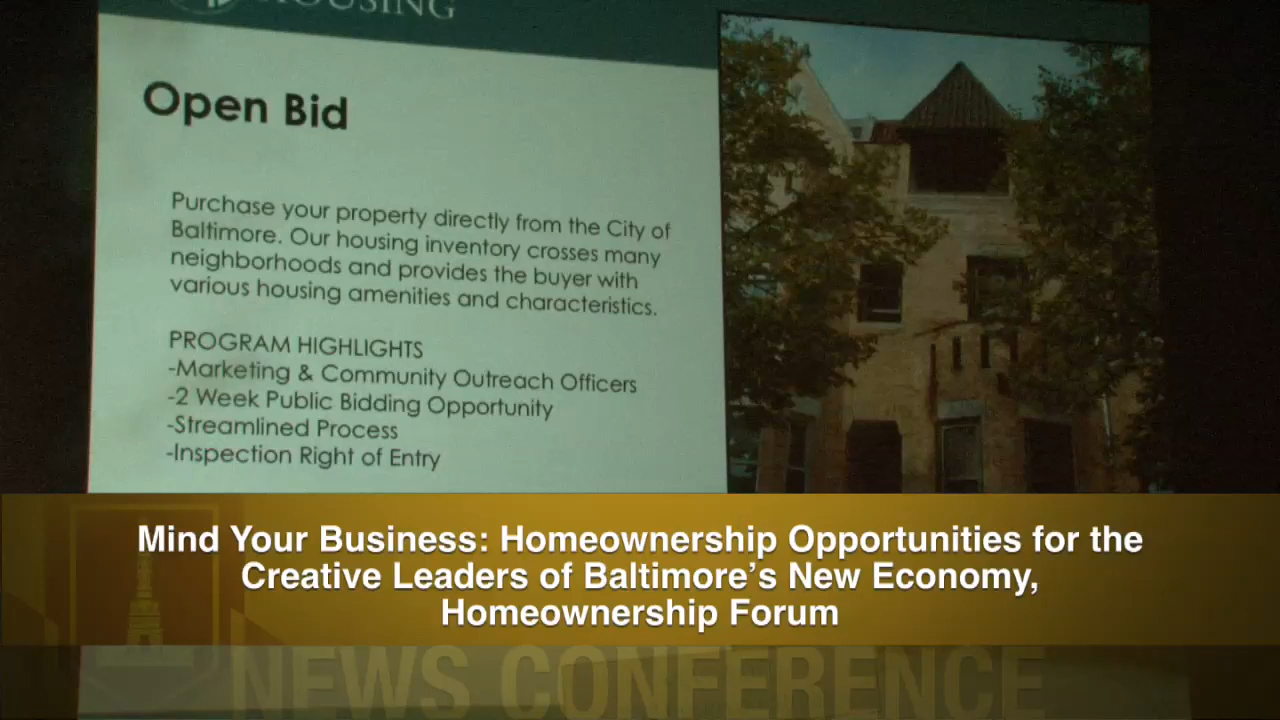 HOUSING
Open Bid
Purchase your property directly from the City of
Baltimore. Our housing inventory crosses many
neighborhoods and provides the buyer with
various housing amenities and characteristics.
PROGRAM HIGHLIGHTS
-Marketing & Community Outreach Officers
-2 Week Public Bidding Opportunity
-Streamlined Process
-Inspection Right of Entry
Mind Your Business: Homeownership Opportunities for the
Creative Leaders of Baltimore’s New Economy,
Homeownership Forum
NEWS CONFERENCE